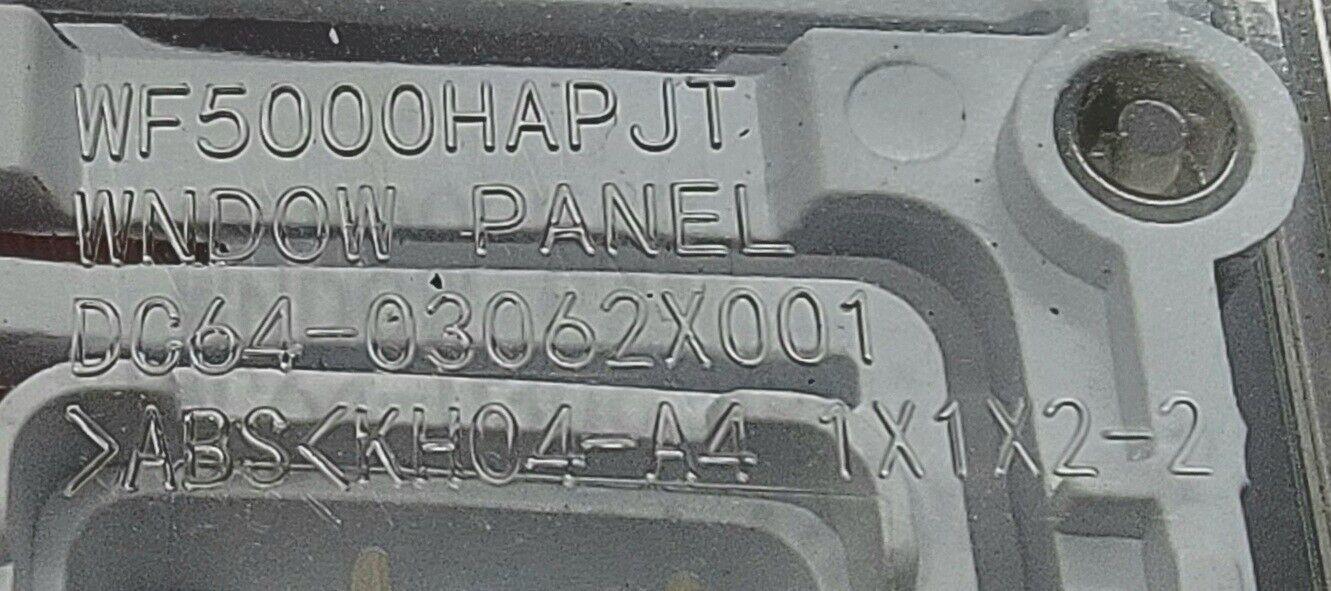 WF5000HAPJT
WNDOW PANEL
DC64-03062X001
>ABS<KH04-A4 1X1X2-2